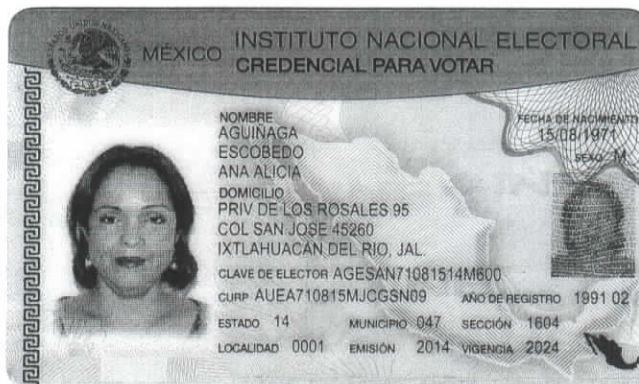 MÉXICO
INSTITUTO NACIONAL ELECTORAL
CREDENCIAL PARA VOTAR
NOMBRE
AGUIÑAGA
ESCOBEDO
ANA ALICIA
FECHA DE NACIMIENTO
15/08/1971
SEXO M
DOMICILIO
PRIV DE LOS ROSALES 95
COL SAN JOSE 45260
IXTLAHUACAN DEL RIO, JAL.
CLAVE DE ELECTOR AGESAN71081514M600
CURP AUEA710815MJCGSN09 AÑO DE REGISTRO 1991 02
ESTADO 14 MUNICIPIO 047 SECCIÓN 1604
LOCALIDAD 0001 EMISIÓN 2014 VIGENCIA 2024